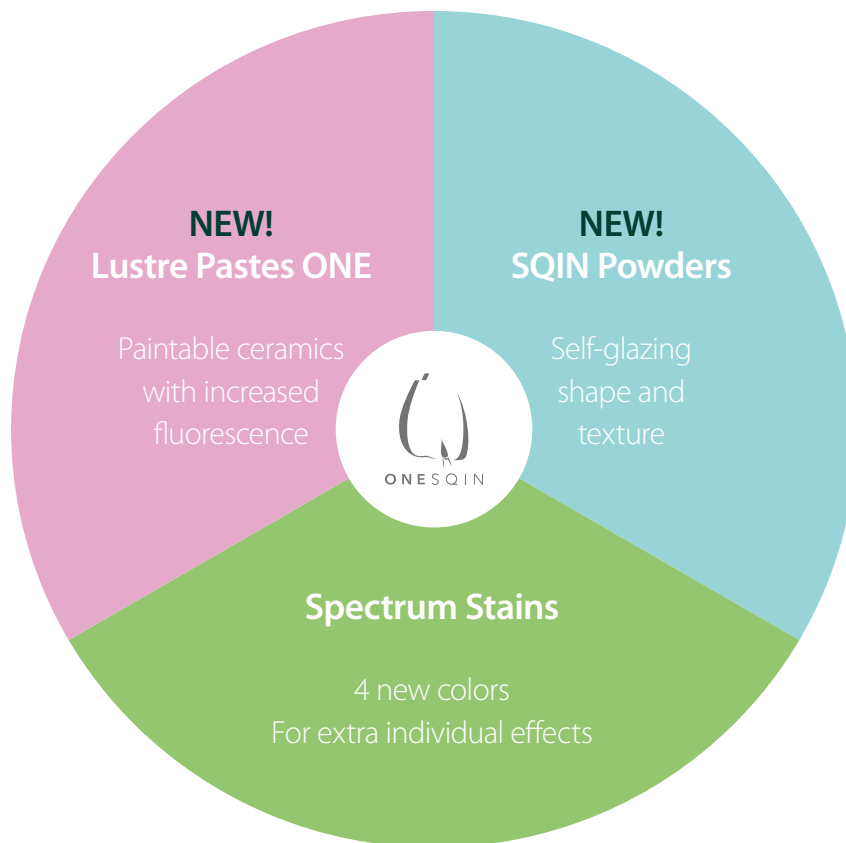 NEW!
Lustre Pastes ONE
Paintable ceramics
with increased
fluorescence
NEW!
SQIN Powders
Self-glazing
shape and
texture
ONESQIN
Spectrum Stains
4 new colors
For extra individual effects